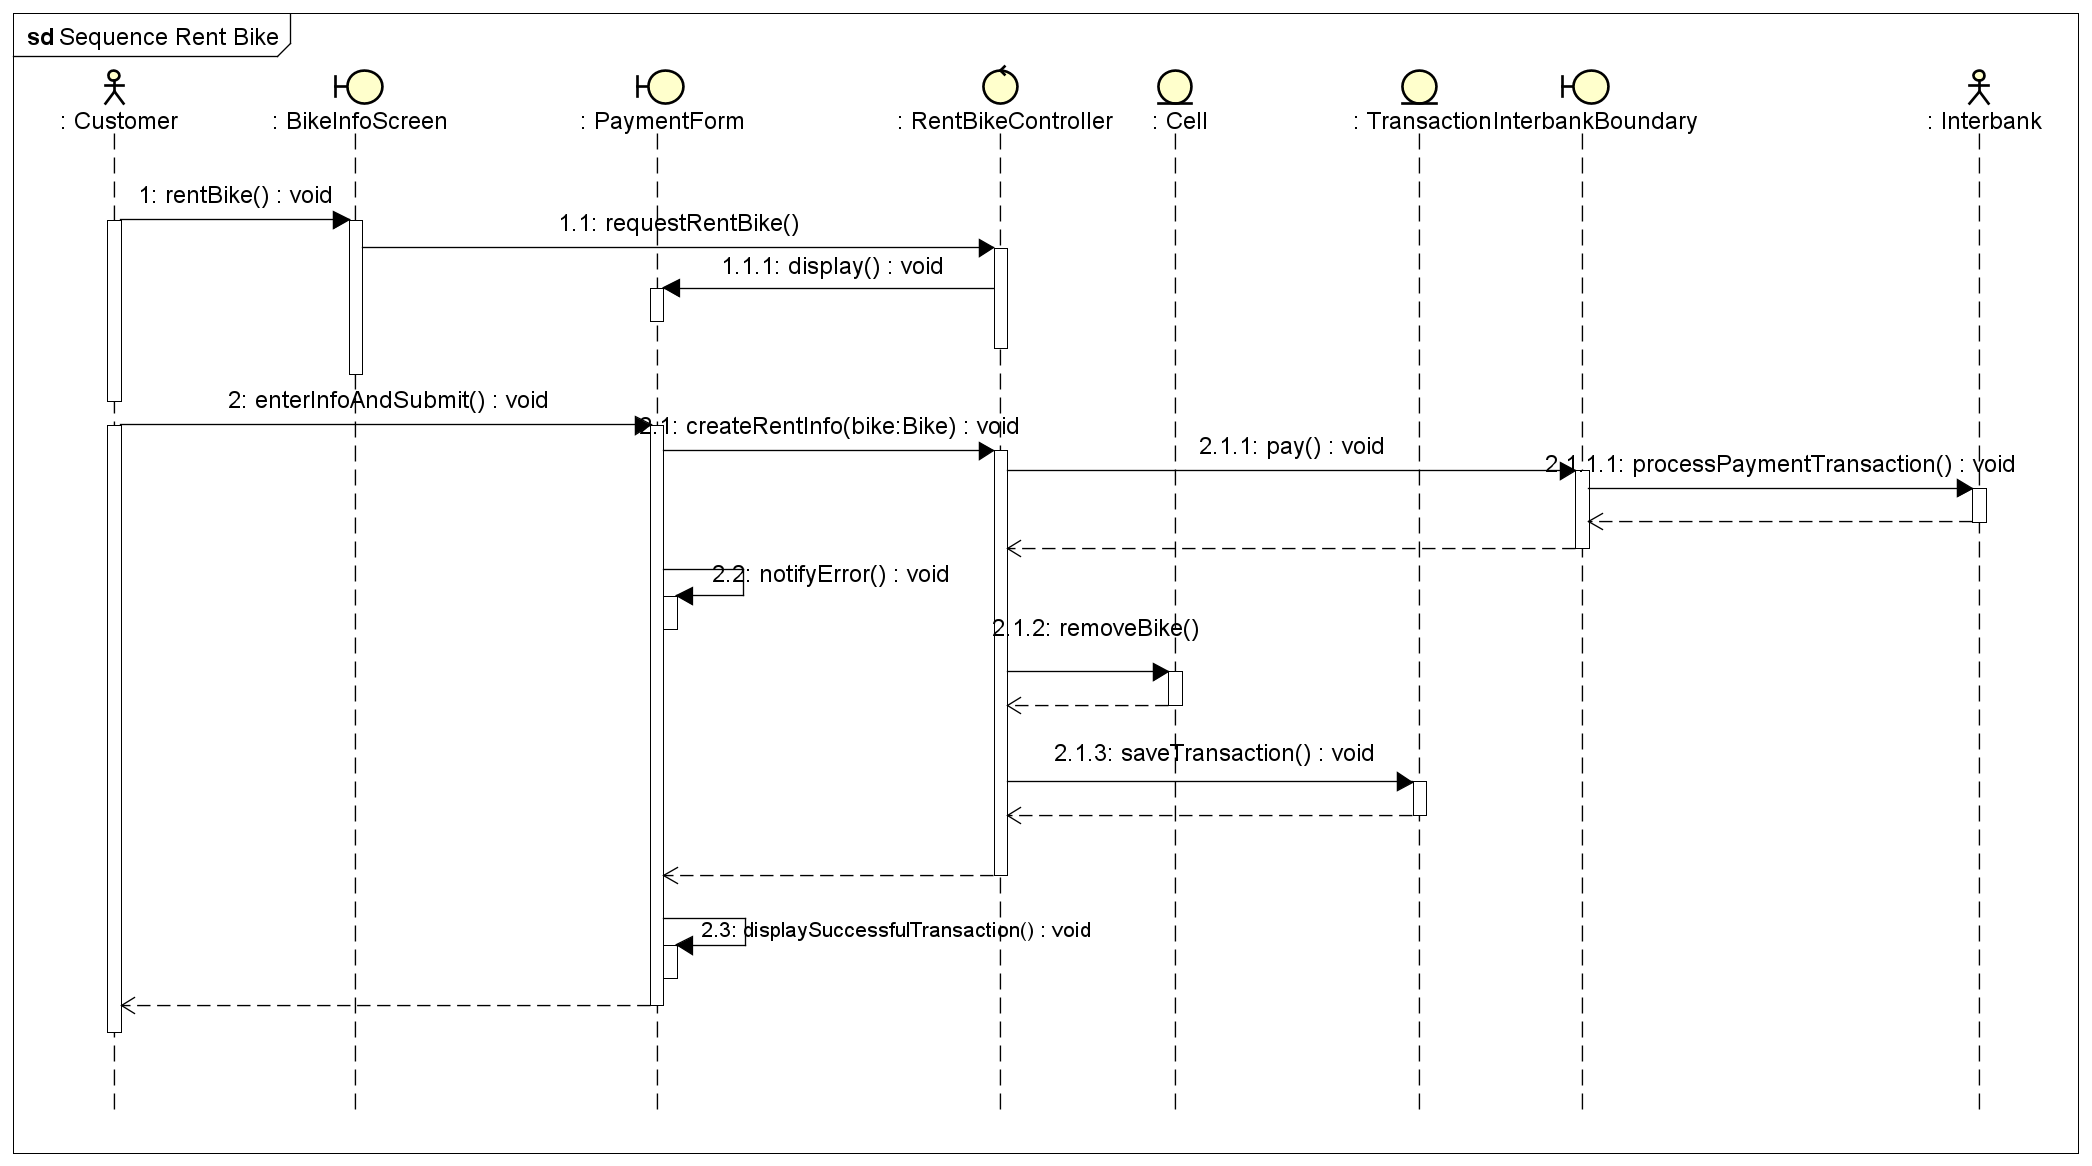 sd Sequence Rent Bike
: Customer
: BikeInfoScreen
: PaymentForm
: RentBikeController
: Cell
: Transaction
InterbankBoundary
: Interbank
1: rentBike() : void
1.1: requestRentBike()
1.1.1: display() : void
2: enterInfoAndSubmit() : void
2.1: createRentInfo(bike:Bike) : void
2.1.1: pay() : void
2.1.1.1: processPaymentTransaction() : void
2.2: notifyError() : void
2.1.2: removeBike()
2.1.3: saveTransaction() : void
2.3: displaySuccessfulTransaction() : void